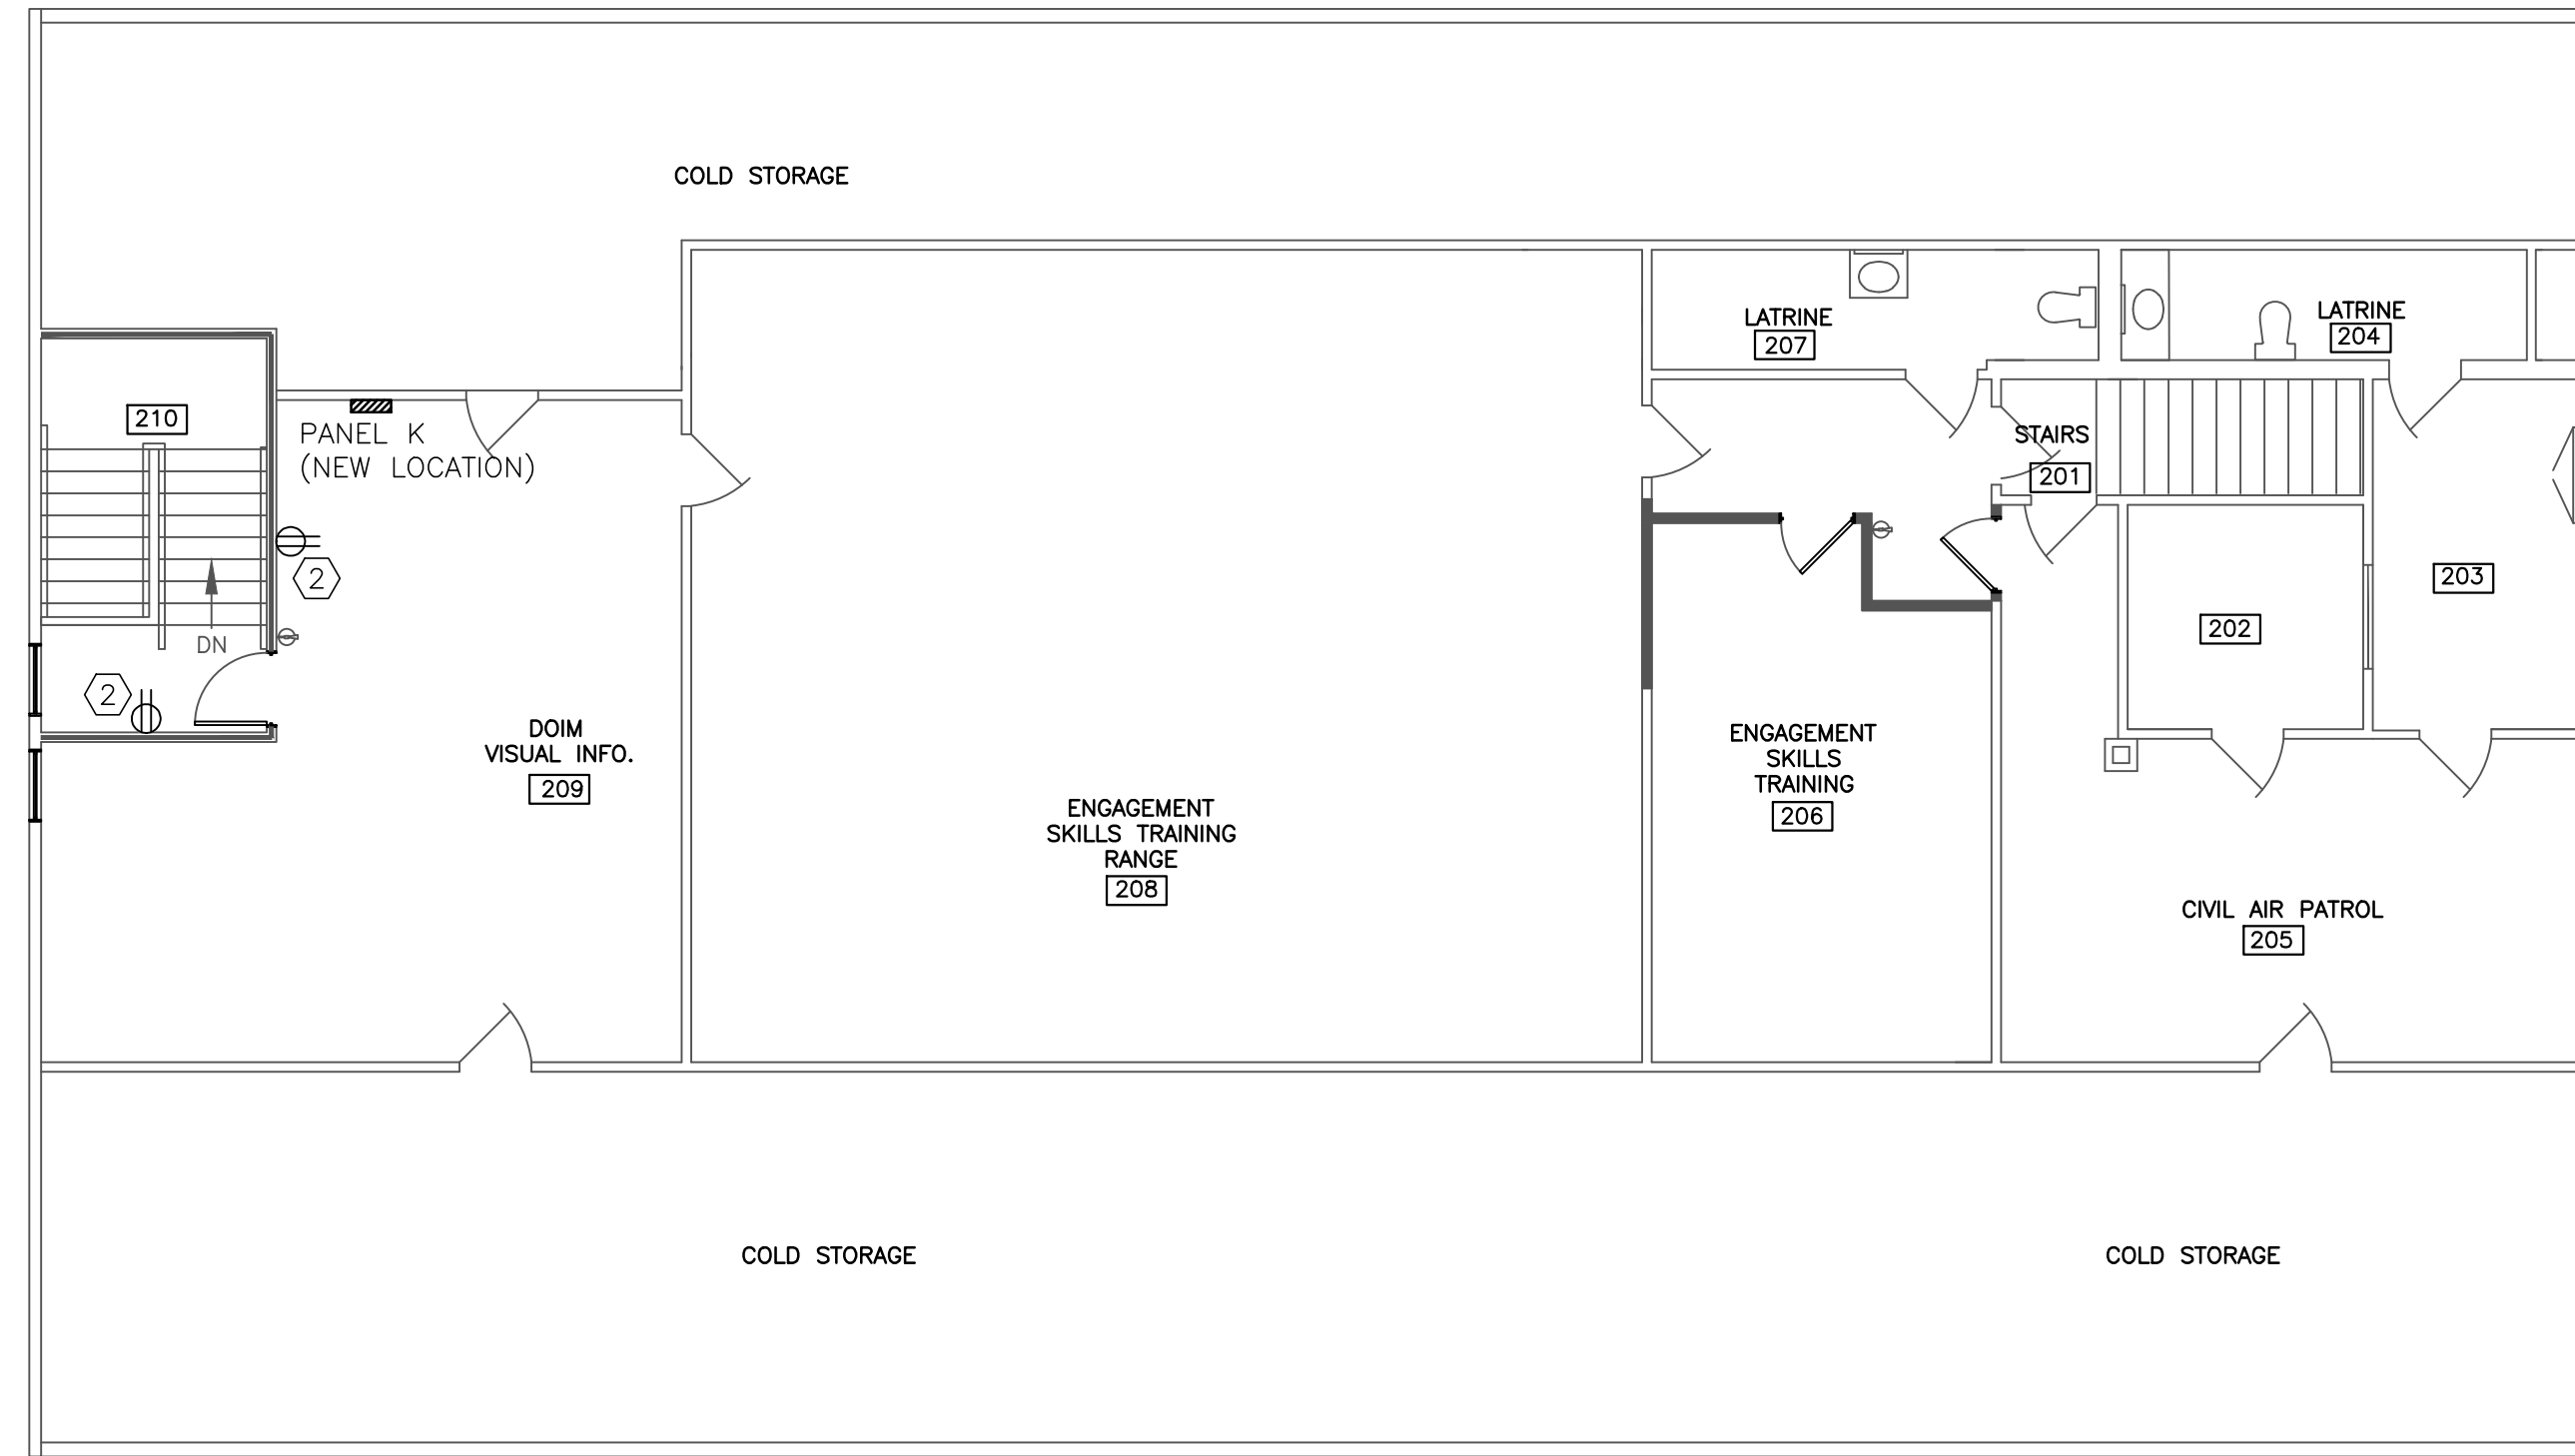 COLD STORAGE
LATRINE
207
LATRINE
204
210
PANEL K
(NEW LOCATION)
STAIRS
201
2
DN
2
203
202
DOIM
VISUAL INFO.
209
ENGAGEMENT
SKILLS TRAINING
RANGE
208
ENGAGEMENT
SKILLS
TRAINING
206
CIVIL AIR PATROL
205
COLD STORAGE
COLD STORAGE